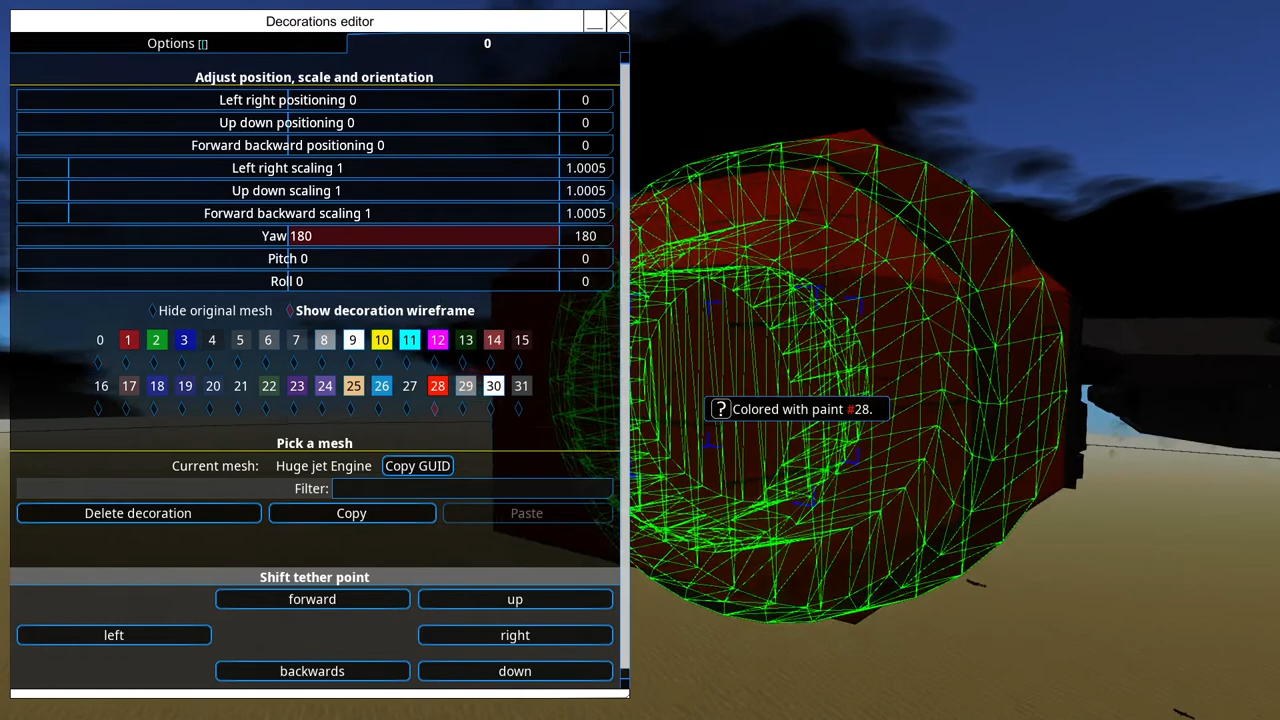 Decorations editor
Options [[]
0
Adjust position, scale and orientation
Left right positioning 0 0
Up down positioning 0 0
Forward backward positioning 0 0
Left right scaling 1 1.0005
Up down scaling 1 1.0005
Forward backward scaling 1 1.0005
Yaw 180 180
Pitch 0 0
Roll 0 0
Hide original mesh Show decoration wireframe
0 1 2 3 4 5 6 7 8 9 10 11 12 13 14 15
16 17 18 19 20 21 22 23 24 25 26 27 28 29 30 31
? Colored with paint #28.
Pick a mesh
Current mesh: Huge jet Engine Copy GUID
Filter:
Delete decoration Copy Paste
Shift tether point
forward up
left right
backwards down